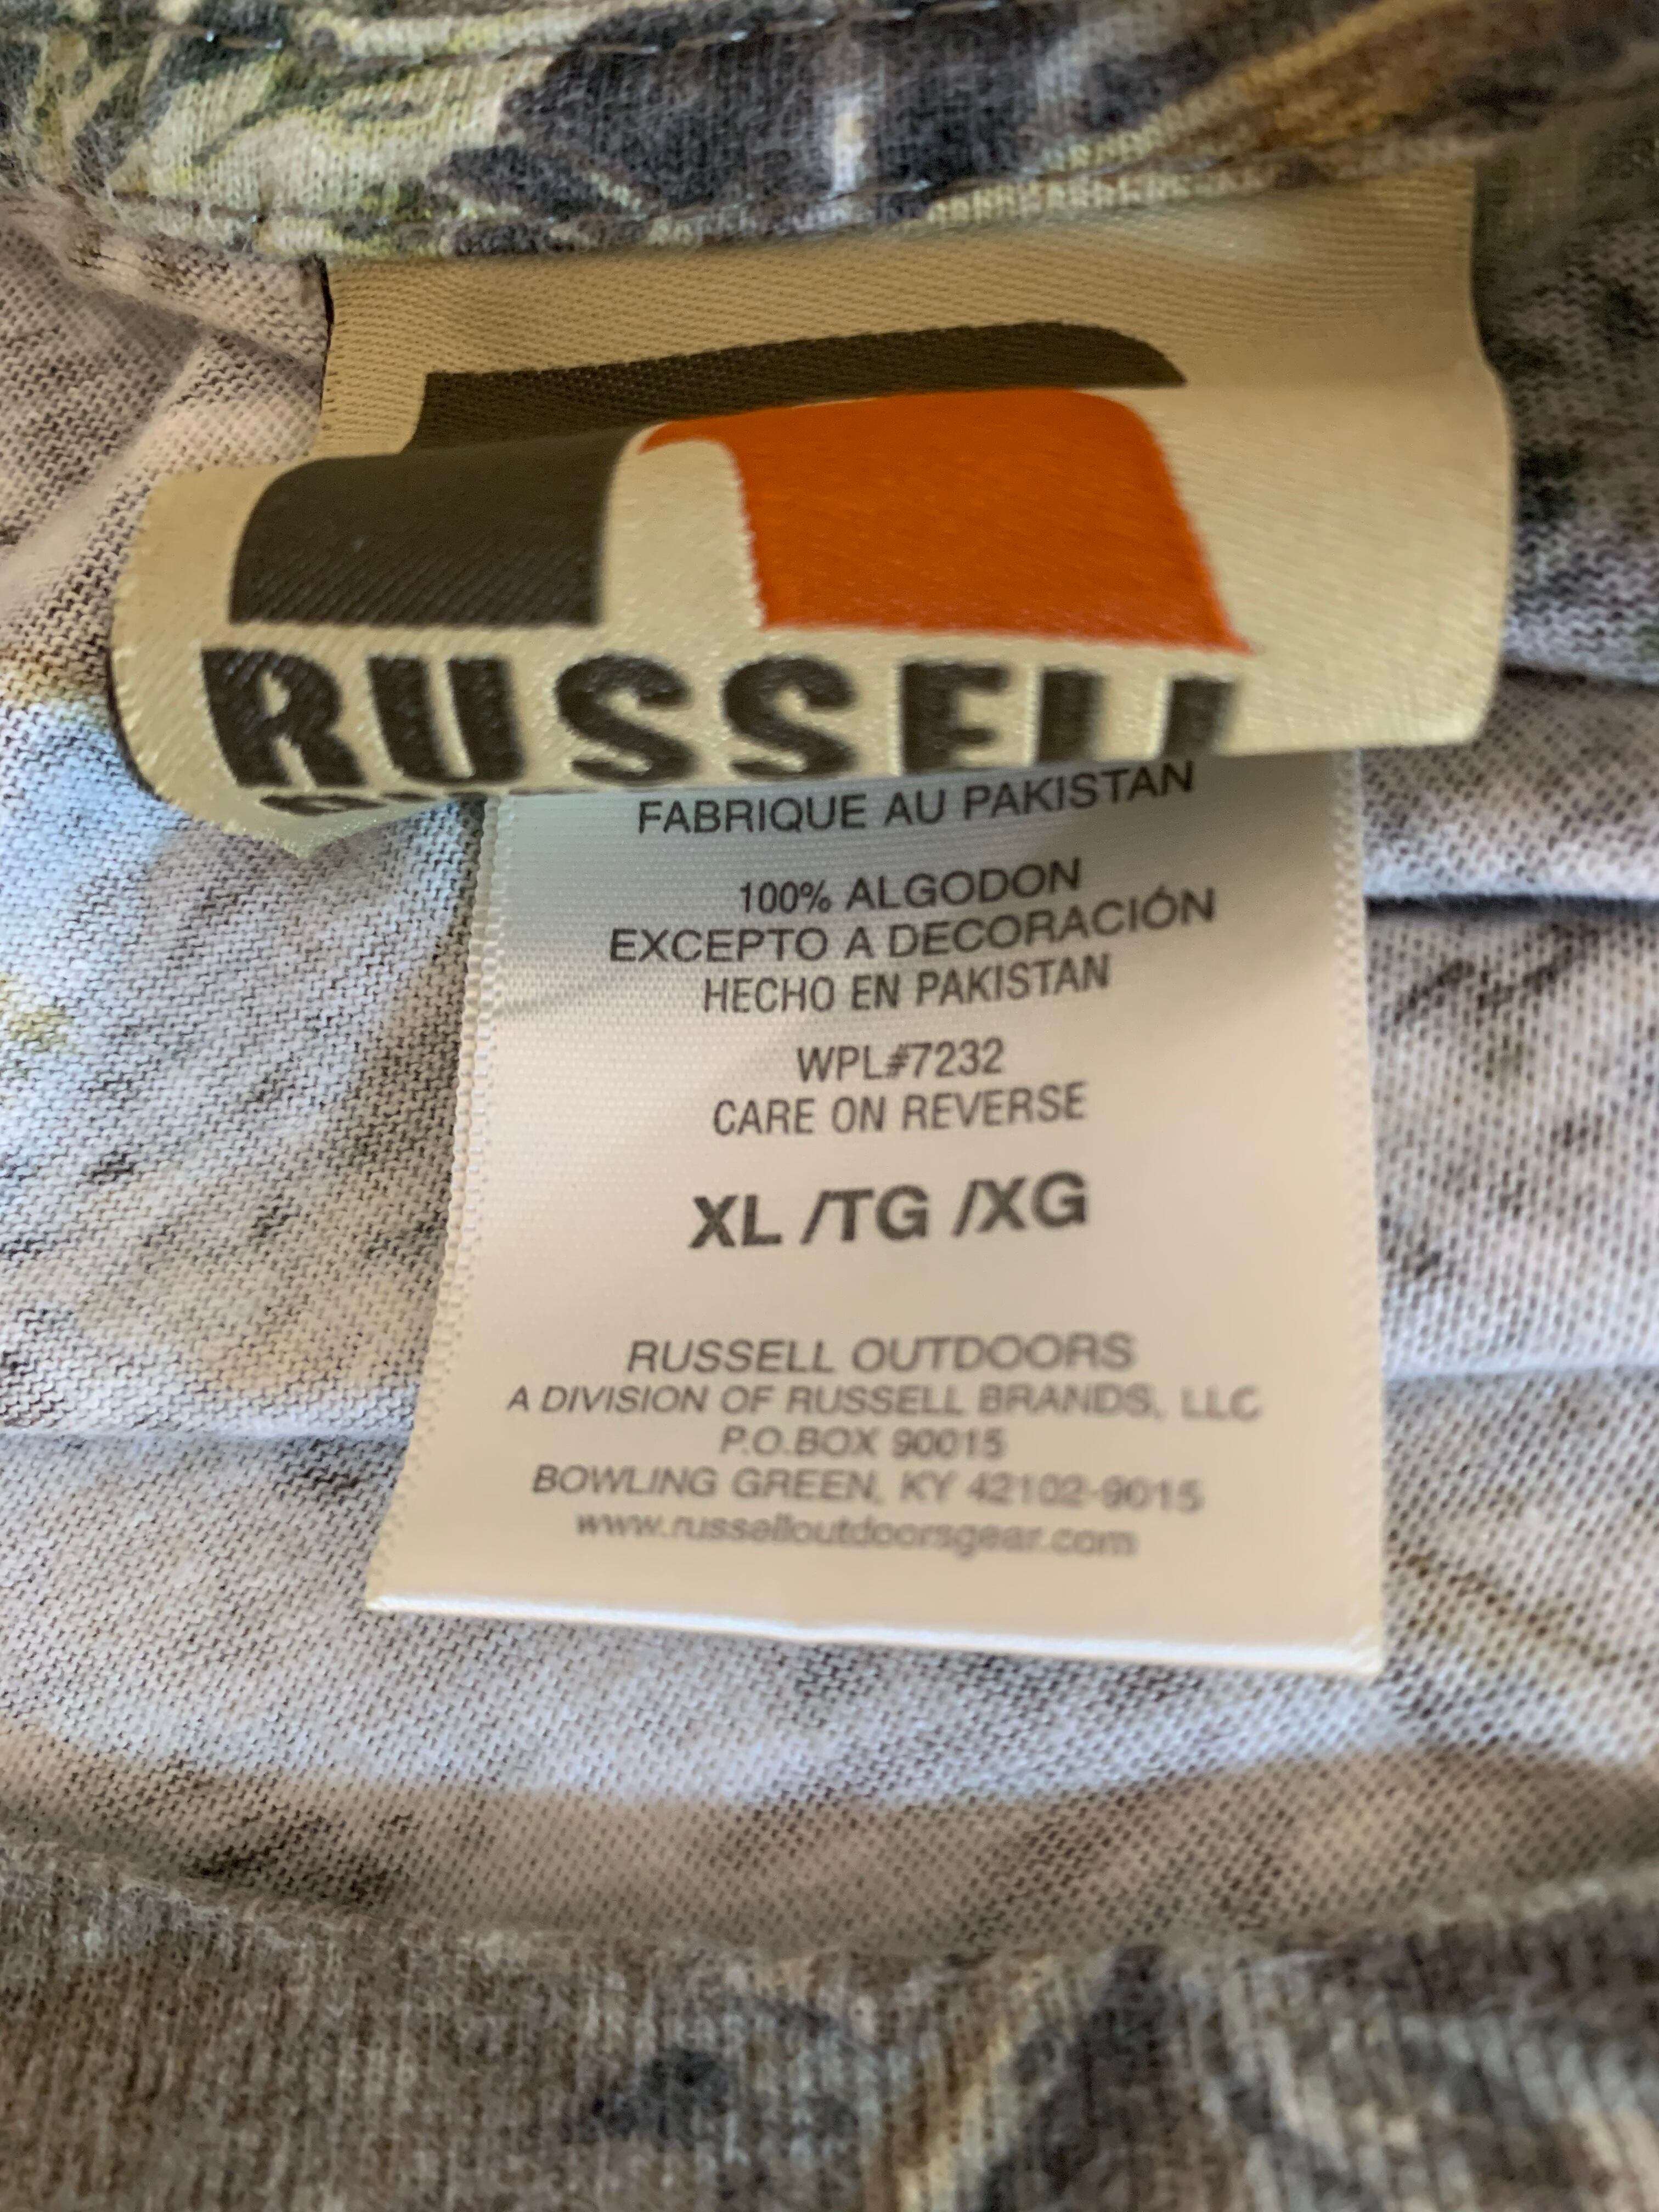 RUSSELL
FABRIQUE AU PAKISTAN
100% ALGODON
EXCEPTO A DECORACIÓN
HECHO EN PAKISTAN
WPL#7232
CARE ON REVERSE
XL /TG /XG
RUSSELL OUTDOORS
A DIVISION OF RUSSELL BRANDS, LLC
P.O.BOX 90015
BOWLING GREEN, KY 42102-9015
www.russelloutdoorsgear.com